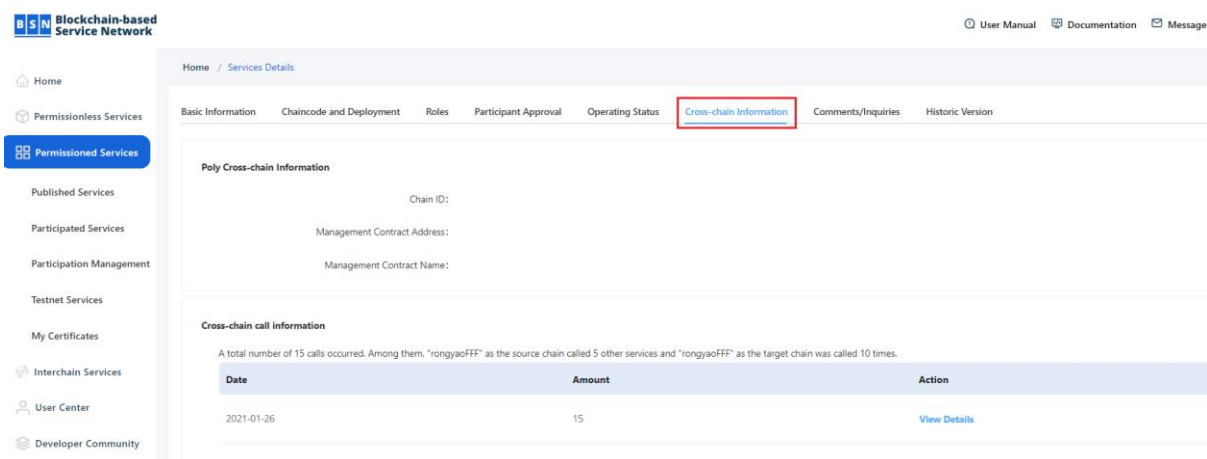 BSN Blockchain-based
Service Network
User Manual Documentation Message
Home / Services Details
Home
Permissionless Services
Permissioned Services
Published Services
Participated Services
Participation Management
Testnet Services
My Certificates
Interchain Services
User Center
Developer Community
Basic Information Chaincode and Deployment Roles Participant Approval Operating Status Cross-chain Information Comments/Inquiries Historic Version
Poly Cross-chain Information
Chain ID:
Management Contract Address:
Management Contract Name:
Cross-chain call information
A total number of 15 calls occurred. Among them, "rongyaoFFF" as the source chain called 5 other services and "rongyaoFFF" as the target chain was called 10 times.
Date Amount Action
2021-01-26 15 View Details